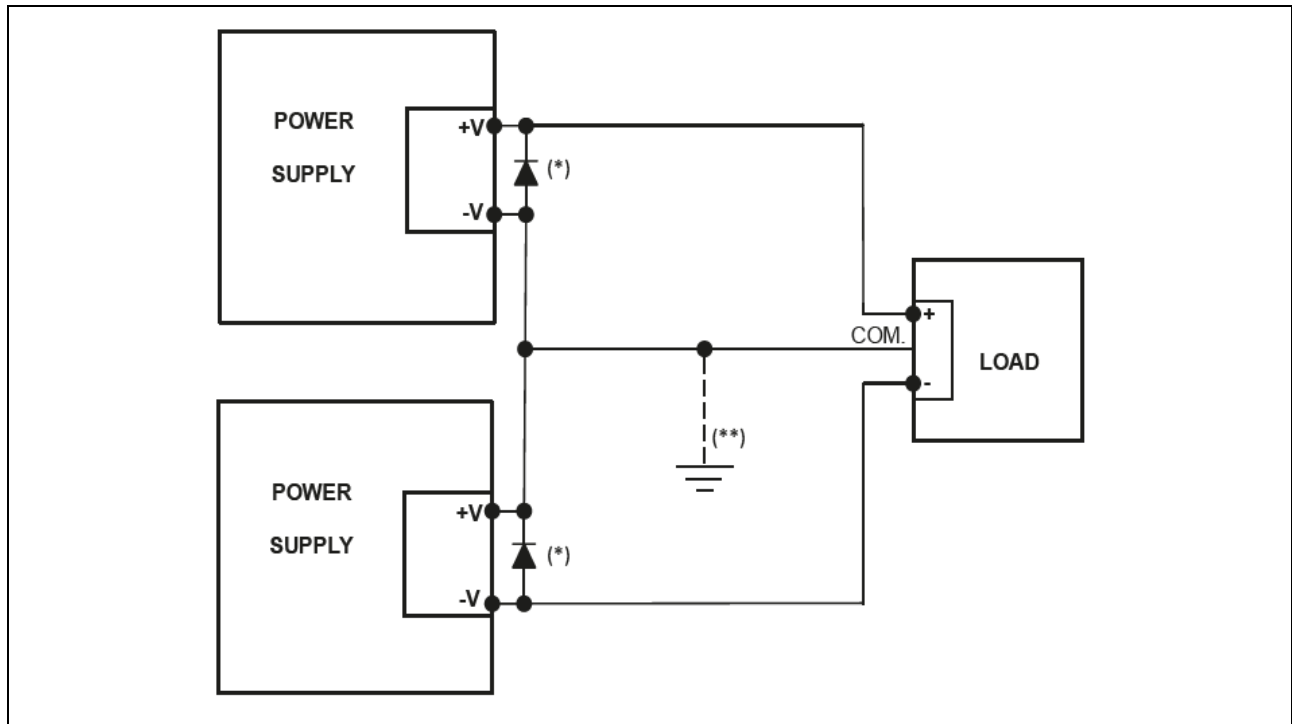 POWER
SUPPLY
+V
(*)
-V
+
COM.
LOAD
-
(**)
POWER
SUPPLY
+V
(*)
-V